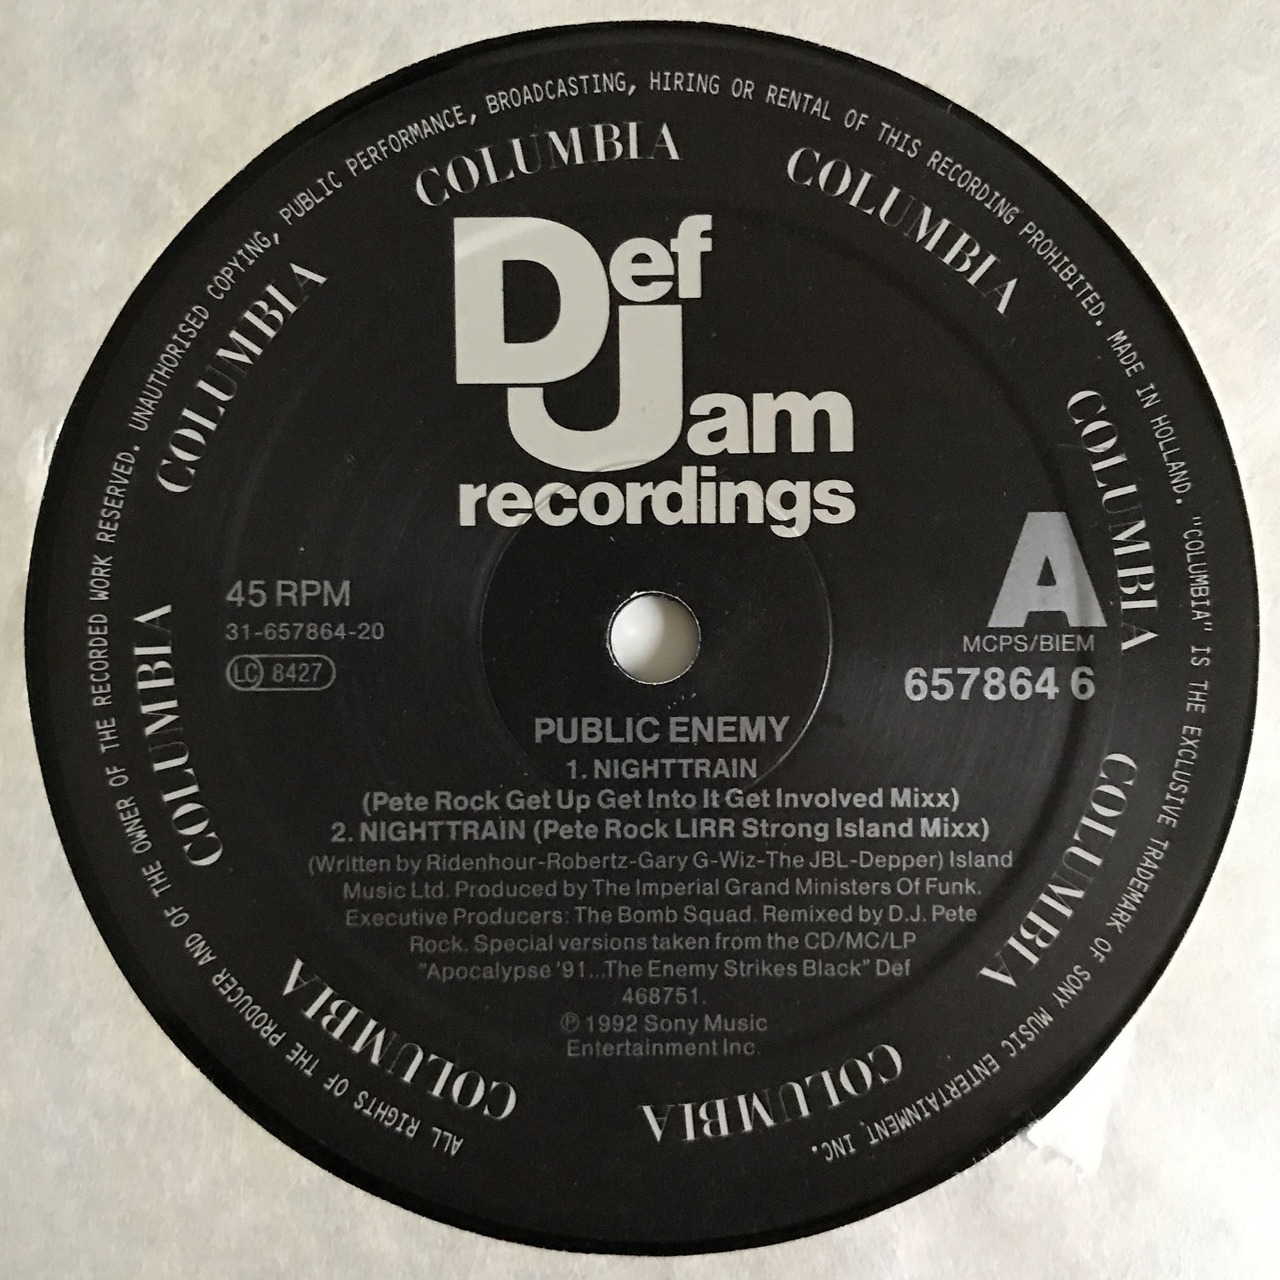 ALL RIGHTS OF THE PRODUCER AND OF THE OWNER OF THE RECORDED WORK RESERVED. UNAUTHORISED COPYING, PUBLIC PERFORMANCE, BROADCASTING, HIRING OR RENTAL OF THIS RECORDING PROHIBITED. MADE IN HOLLAND. "COLUMBIA" IS THE EXCLUSIVE TRADEMARK OF SONY MUSIC ENTERTAINMENT INC.
COLUMBIA
COLUMBIA
COLUMBIA
COLUMBIA
COLUMBIA
COLUMBIA
COLUMBIA
COLUMBIA
Def
Jam
recordings
45 RPM
31-657864-20
LC 8427
A
MCPS/BIEM
657864 6
PUBLIC ENEMY
1. NIGHTTRAIN
(Pete Rock Get Up Get Into It Get Involved Mixx)
2. NIGHTTRAIN (Pete Rock LIRR Strong Island Mixx)
(Written by Ridenhour-Robertz-Gary G-Wiz-The JBL-Depper) Island
Music Ltd. Produced by The Imperial Grand Ministers Of Funk.
Executive Producers: The Bomb Squad. Remixed by D.J. Pete
Rock. Special versions taken from the CD/MC/LP
"Apocalypse '91...The Enemy Strikes Black" Def
468751.
℗ 1992 Sony Music
Entertainment Inc.